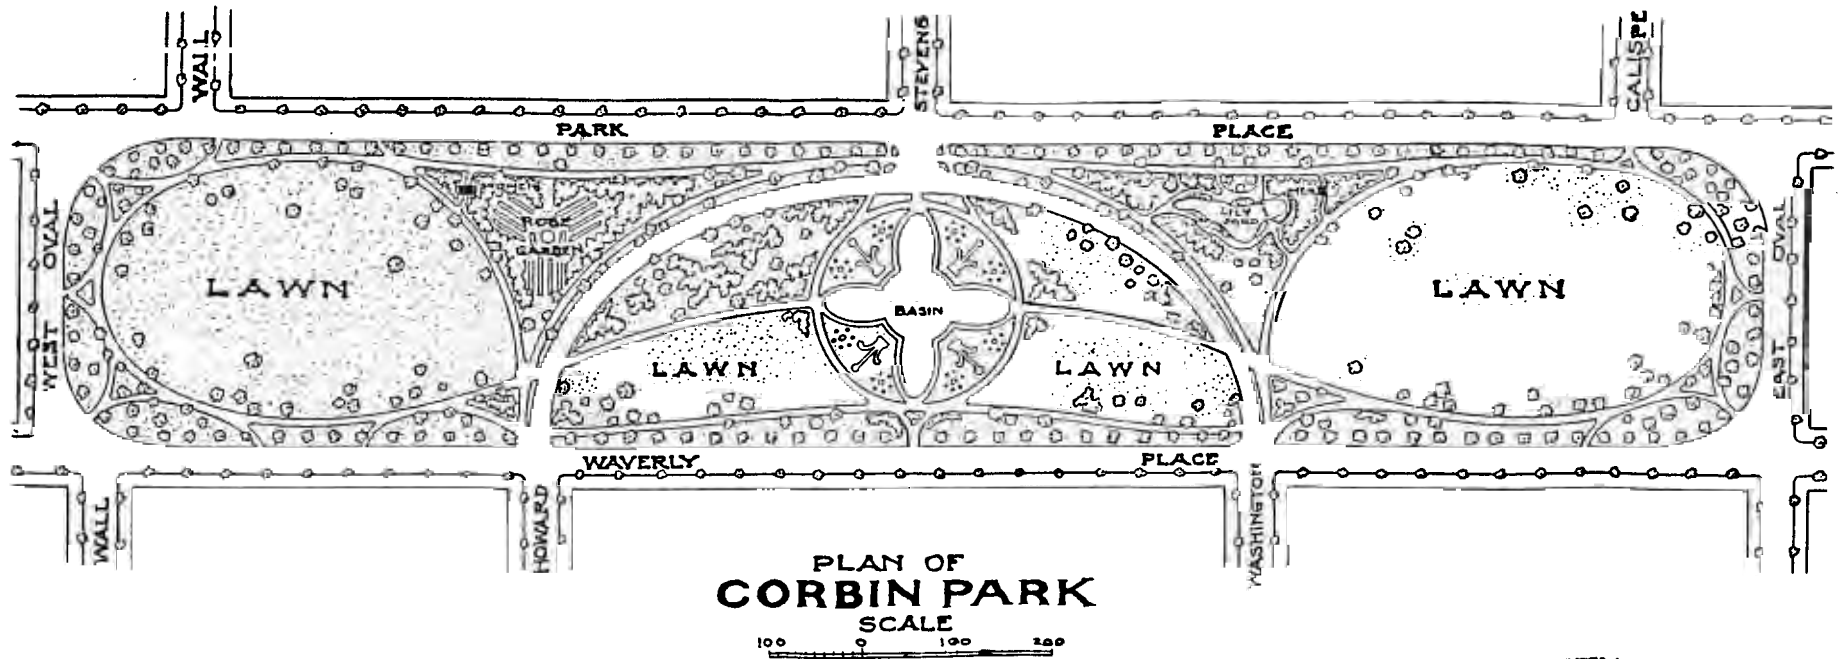 WALL
STEVENS
CALISPE
PARK PLACE
WEST OVAL
ROSE
GARDEN
LILY
POND
EAST OVAL
LAWN
BASIN
LAWN
LAWN
LAWN
WAVERLY PLACE
WALL
HOWARD
WASHINGTON
PLAN OF
CORBIN PARK
SCALE
100 0 100 200